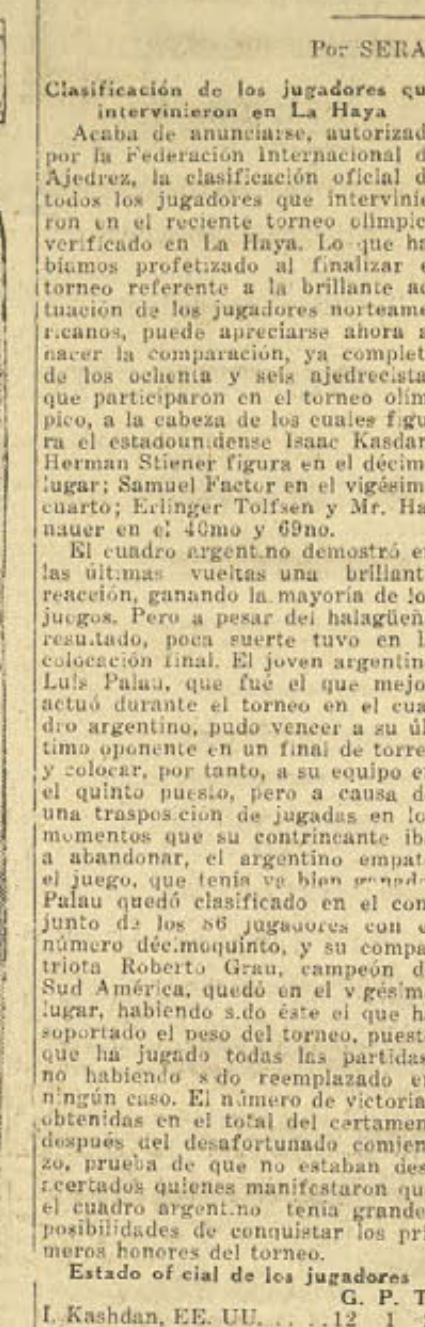 Por SERA
Clasificación de los jugadores qu
intervinieron en La Haya
Acaba de anunciarse, autorizad
por la Federación Internacional d
Ajedrez, la clasificación oficial d
todos los jugadores que intervinie
ron en el reciente torneo olímpic
verificado en La Haya. Lo que ha
bíamos profetizado al finalizar e
torneo referente a la brillante ac
tuación de los jugadores norteame
ricanos, puede apreciarse ahora a
hacer la comparación, ya complet
de los ochenta y seis ajedrecista
que participaron en el torneo olím
pico, a la cabeza de los cuales figu
ra el estadounidense Isaac Kasdan
Herman Stiener figura en el décim
lugar; Samuel Factor en el vigésim
cuarto; Erlinger Tolfsen y Mr. Ha
nauer en el 40mo y 69no.
El cuadro argentino demostró e
las últimas vueltas una brillant
reacción, ganando la mayoría de lo
juegos. Pero a pesar del halagüeñ
resultado, poca suerte tuvo en l
colocación final. El joven argentin
Luis Palau, que fué el que mejo
actuó durante el torneo en el cua
dro argentino, pudo vencer a su úl
timo oponente en un final de torre
y colocar, por tanto, a su equipo e
el quinto puesto, pero a causa d
una trasposición de jugadas en lo
momentos que su contrincante ib
a abandonar, el argentino empat
el juego, que tenía ya bien
Palau quedó clasificado en el con
junto de los 86 jugadores con e
número décimoquinto, y su compa
triota Roberto Grau, campeón d
Sud América, quedó en el vigésim
lugar, habiendo sido éste el que h
soportado el peso del torneo, puest
que ha jugado todas las partidas
no habiendo sido reemplazado e
ningún caso. El número de victoria
obtenidas en el total del certamen
después del desafortunado comien
zo, prueba de que no estaban des
acertados quienes manifestaron qu
el cuadro argentino tenía grande
posibilidades de conquistar los pri
meros honores del torneo.
Estado oficial de los jugadores
G. P. T
I. Kashdan, EE. UU. . . . 12 1